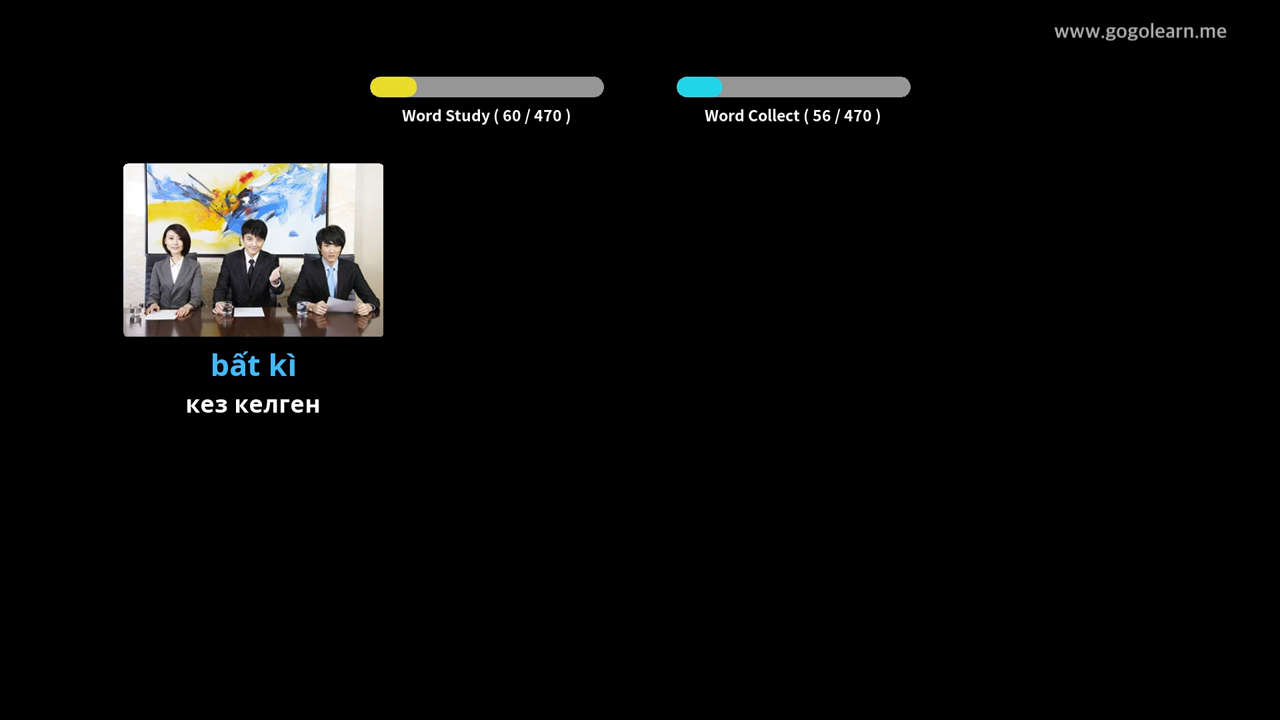 www.gogolearn.me
Word Study ( 60 / 470 )
Word Collect ( 56 / 470 )
bất kì
кез келген